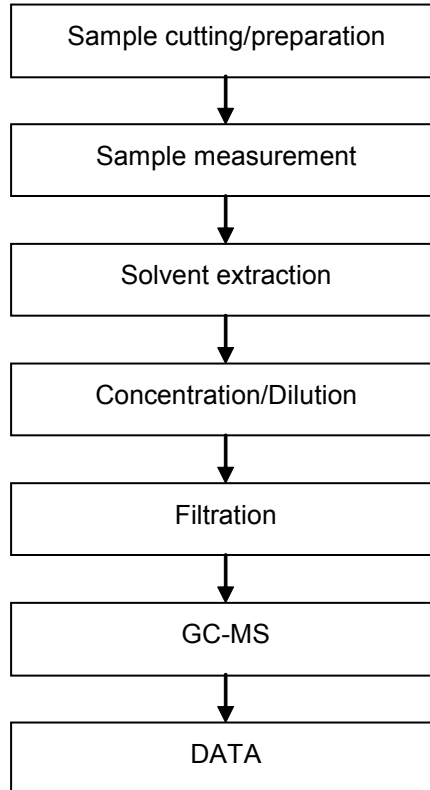 Sample cutting/preparation
Sample measurement
Solvent extraction
Concentration/Dilution
Filtration
GC-MS
DATA